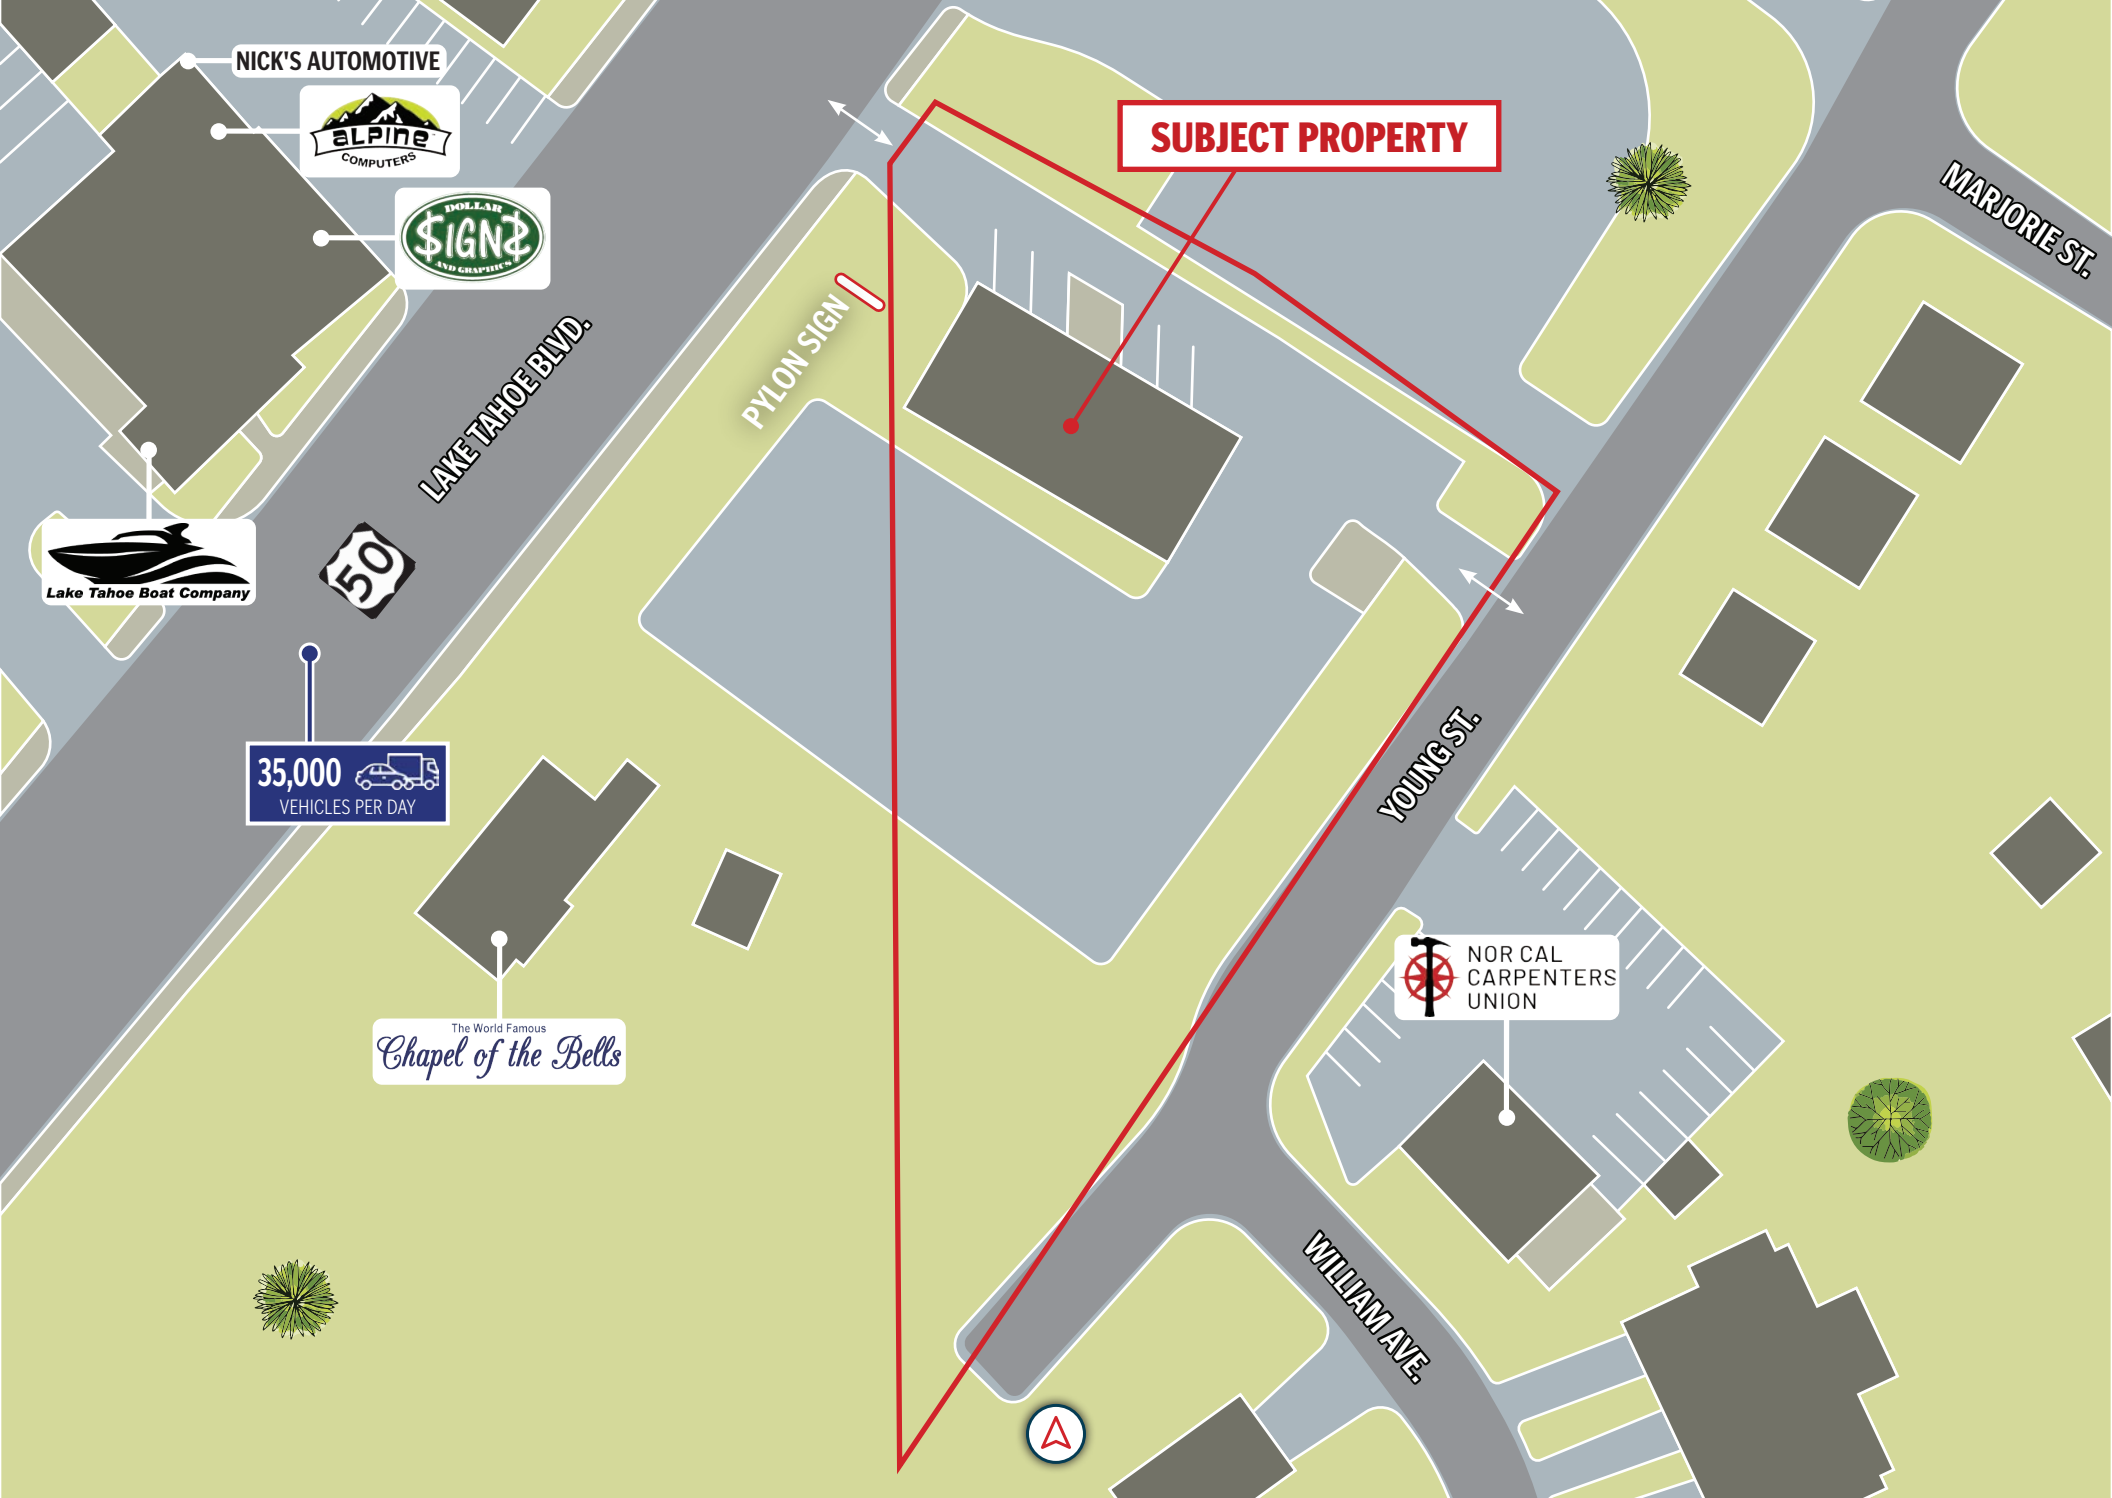 NICK'S AUTOMOTIVE
ALPINE
COMPUTERS
SUBJECT PROPERTY
MARJORIE ST.
DOLLAR
$IGN$
AND GRAPHICS
PYLON SIGN
LAKE TAHOE BLVD.
50
Lake Tahoe Boat Company
35,000
VEHICLES PER DAY
YOUNG ST.
NOR CAL
CARPENTERS
UNION
The World Famous
Chapel of the Bells
WILLIAM AVE.